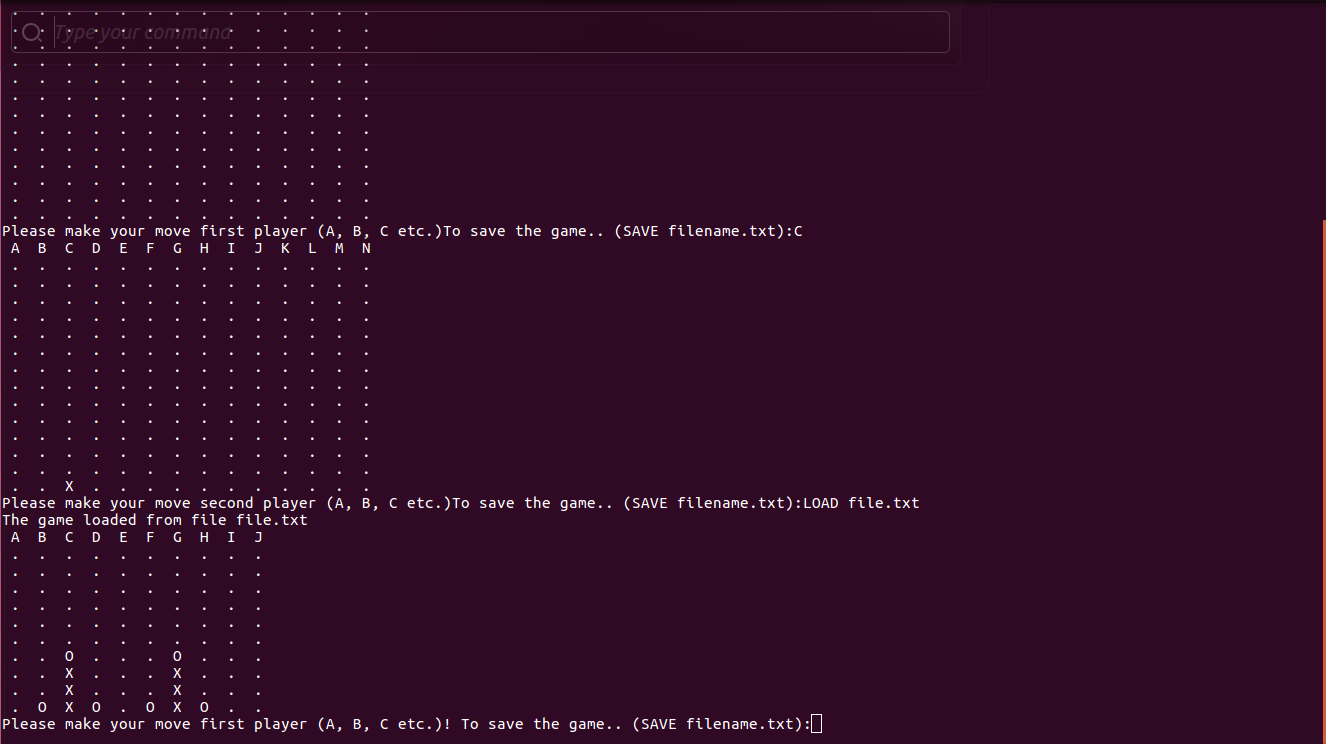 . . . . . . . . . . . . . .
Type your command
. . . . . . . . . . . . . .
. . . . . . . . . . . . . .
. . . . . . . . . . . . . .
. . . . . . . . . . . . . .
. . . . . . . . . . . . . .
. . . . . . . . . . . . . .
. . . . . . . . . . . . . .
. . . . . . . . . . . . . .
. . . . . . . . . . . . . .
. . . . . . . . . . . . . .
. . . . . . . . . . . . . .
. . . . . . . . . . . . . .
Please make your move first player (A, B, C etc.)To save the game.. (SAVE filename.txt):C
A B C D E F G H I J K L M N
. . . . . . . . . . . . . .
. . . . . . . . . . . . . .
. . . . . . . . . . . . . .
. . . . . . . . . . . . . .
. . . . . . . . . . . . . .
. . . . . . . . . . . . . .
. . . . . . . . . . . . . .
. . . . . . . . . . . . . .
. . . . . . . . . . . . . .
. . . . . . . . . . . . . .
. . . . . . . . . . . . . .
. . . . . . . . . . . . . .
. . . . . . . . . . . . . .
. . X . . . . . . . . . . .
Please make your move second player (A, B, C etc.)To save the game.. (SAVE filename.txt):LOAD file.txt
The game loaded from file file.txt
A B C D E F G H I J
. . . . . . . . . .
. . . . . . . . . .
. . . . . . . . . .
. . . . . . . . . .
. . . . . . . . . .
. . . . . . . . . .
. . O . . . O . . .
. . X . . . X . . .
. . X . . . X . . .
. O X O . O X O . .
Please make your move first player (A, B, C etc.)! To save the game.. (SAVE filename.txt):